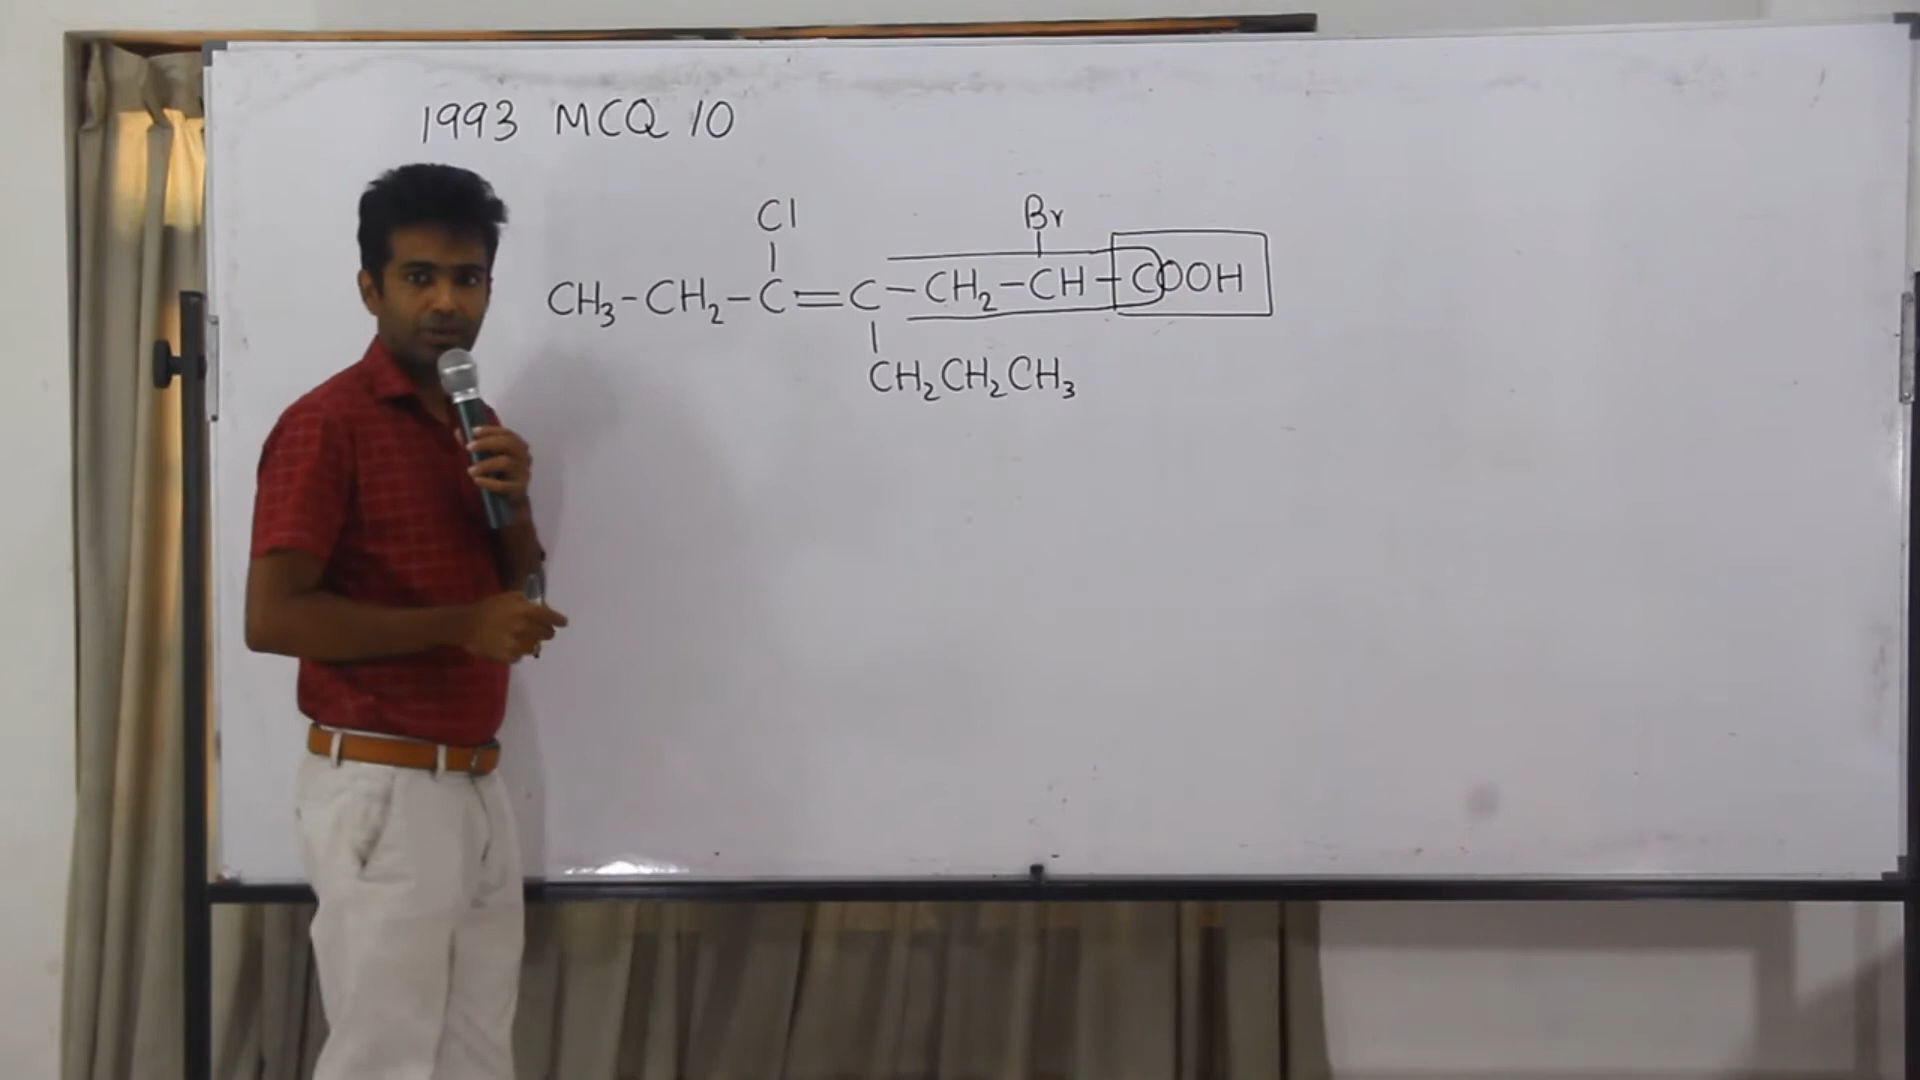 1993 MCQ 10
Cl Br
CH₃-CH₂-C=C-CH₂-CH-COOH
CH₂CH₂CH₃